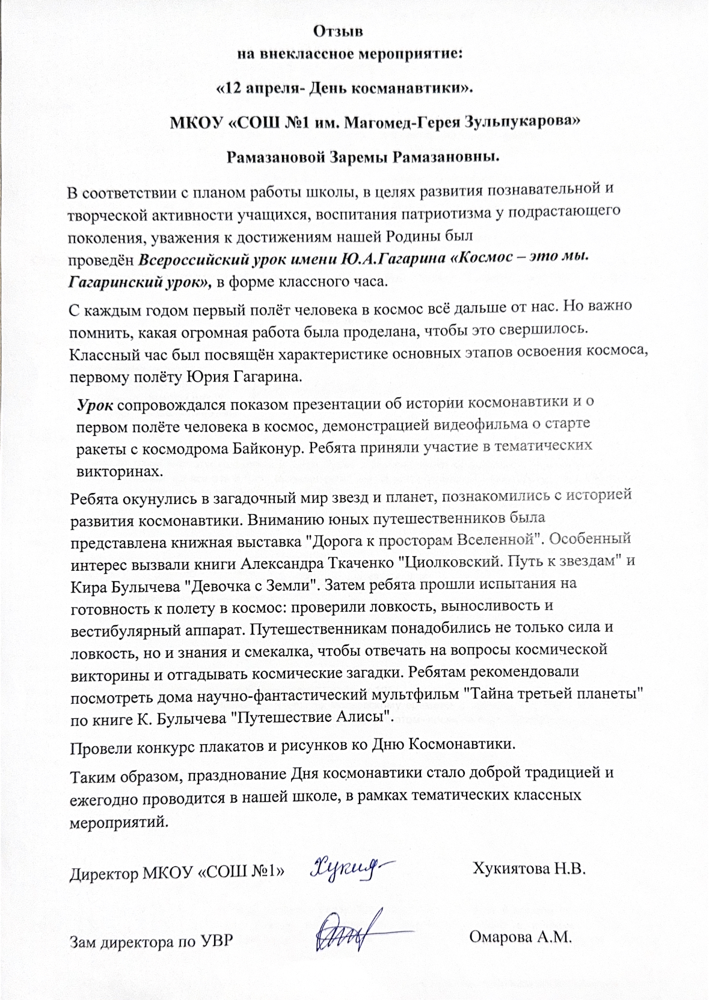 Отзыв
на внеклассное мероприятие:
«12 апреля- День косманавтики».
МКОУ «СОШ №1 им. Магомед-Герея Зульпукарова»
Рамазановой Заремы Рамазановны.
В соответствии с планом работы школы, в целях развития познавательной и
творческой активности учащихся, воспитания патриотизма у подрастающего
поколения, уважения к достижениям нашей Родины был
проведён Всероссийский урок имени Ю.А.Гагарина «Космос – это мы.
Гагаринский урок», в форме классного часа.
С каждым годом первый полёт человека в космос всё дальше от нас. Но важно
помнить, какая огромная работа была проделана, чтобы это свершилось.
Классный час был посвящён характеристике основных этапов освоения космоса,
первому полёту Юрия Гагарина.
Урок сопровождался показом презентации об истории космонавтики и о
первом полёте человека в космос, демонстрацией видеофильма о старте
ракеты с космодрома Байконур. Ребята приняли участие в тематических
викторинах.
Ребята окунулись в загадочный мир звезд и планет, познакомились с историей
развития космонавтики. Вниманию юных путешественников была
представлена книжная выставка "Дорога к просторам Вселенной". Особенный
интерес вызвали книги Александра Ткаченко "Циолковский. Путь к звездам" и
Кира Булычева "Девочка с Земли". Затем ребята прошли испытания на
готовность к полету в космос: проверили ловкость, выносливость и
вестибулярный аппарат. Путешественникам понадобились не только сила и
ловкость, но и знания и смекалка, чтобы отвечать на вопросы космической
викторины и отгадывать космические загадки. Ребятам рекомендовали
посмотреть дома научно-фантастический мультфильм "Тайна третьей планеты"
по книге К. Булычева "Путешествие Алисы".
Провели конкурс плакатов и рисунков ко Дню Космонавтики.
Таким образом, празднование Дня космонавтики стало доброй традицией и
ежегодно проводится в нашей школе, в рамках тематических классных
мероприятий.
Директор МКОУ «СОШ №1» Хукия Хукиятова Н.В.
Зам директора по УВР Омарова А.М.